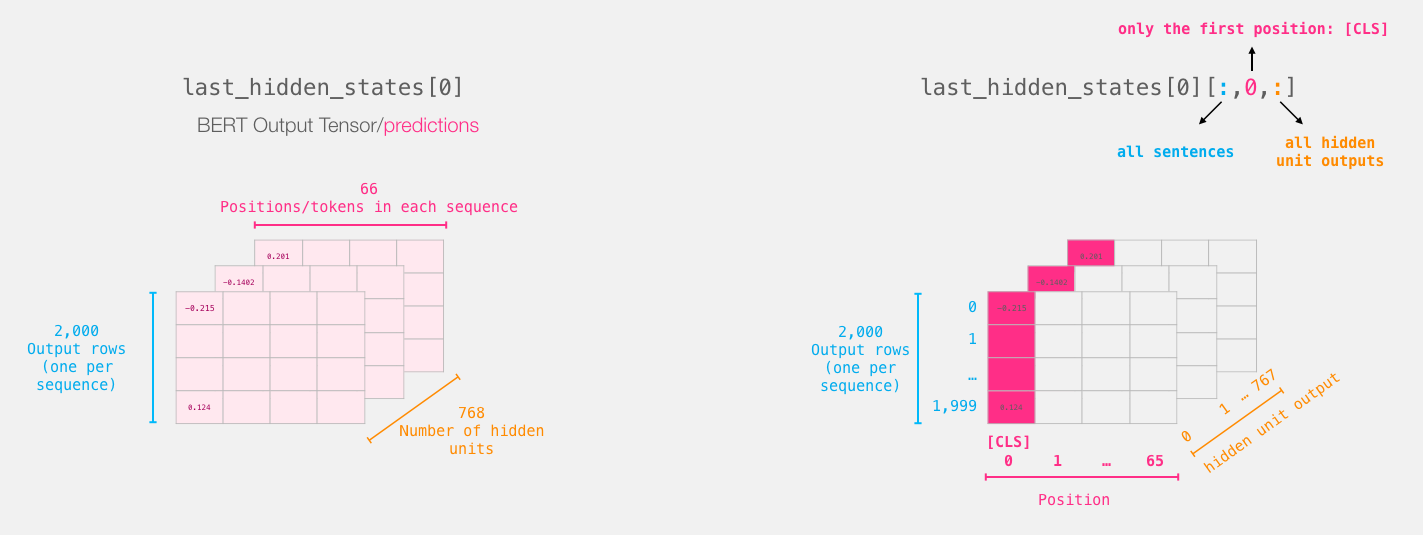 last_hidden_states[0]
BERT Output Tensor/predictions
66
Positions/tokens in each sequence
0.201
−0.1402
−0.215
0.124
2,000
Output rows
(one per
sequence)
768
Number of hidden
units
only the first position: [CLS]
last_hidden_states[0][:,0,:]
all sentences
all hidden
unit outputs
0.201
−0.1402
−0.215
0.124
2,000
Output rows
(one per
sequence)
0
1
…
1,999
[CLS]
0 1 … 65
Position
0 1 … 767
hidden unit output